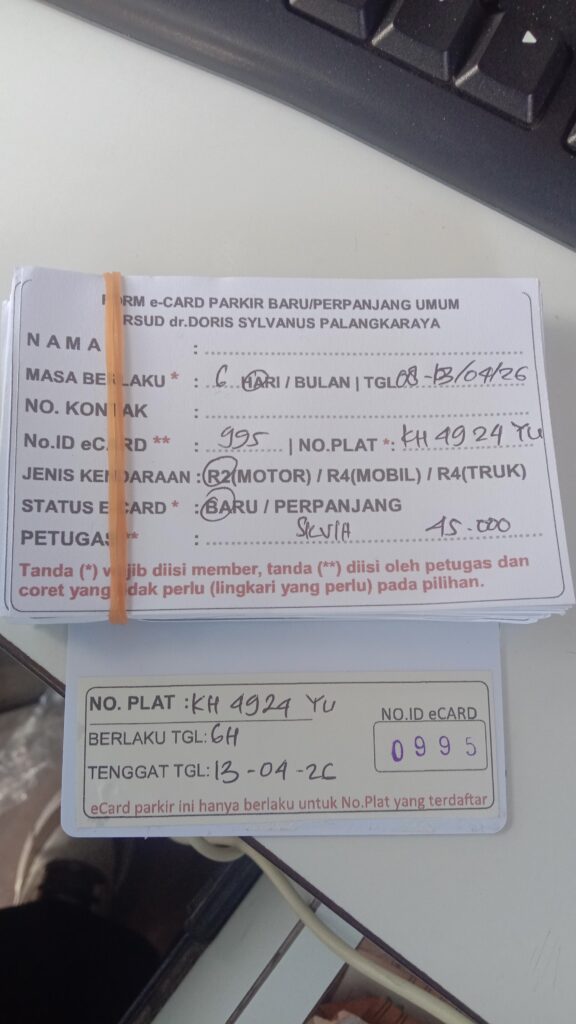 FORM e-CARD PARKIR BARU/PERPANJANG UMUM
RSUD dr.DORIS SYLVANUS PALANGKARAYA
NAMA : 
MASA BERLAKU * : 6 HARI / BULAN | TGL 08-13/04/26
NO. KONTAK : 
No.ID eCARD ** : 995 | NO.PLAT *: KH 4924 YU
JENIS KENDARAAN : R2(MOTOR) / R4(MOBIL) / R4(TRUK)
STATUS E-CARD * : BARU / PERPANJANG
PETUGAS ** : SILVIA 45.000
Tanda (*) wajib diisi member, tanda (**) diisi oleh petugas dan
coret yang tidak perlu (lingkari yang perlu) pada pilihan.
NO. PLAT : KH 4924 YU
NO.ID eCARD
BERLAKU TGL: 6H
0995
TENGGAT TGL: 13-04-26
eCard parkir ini hanya berlaku untuk No.Plat yang terdaftar